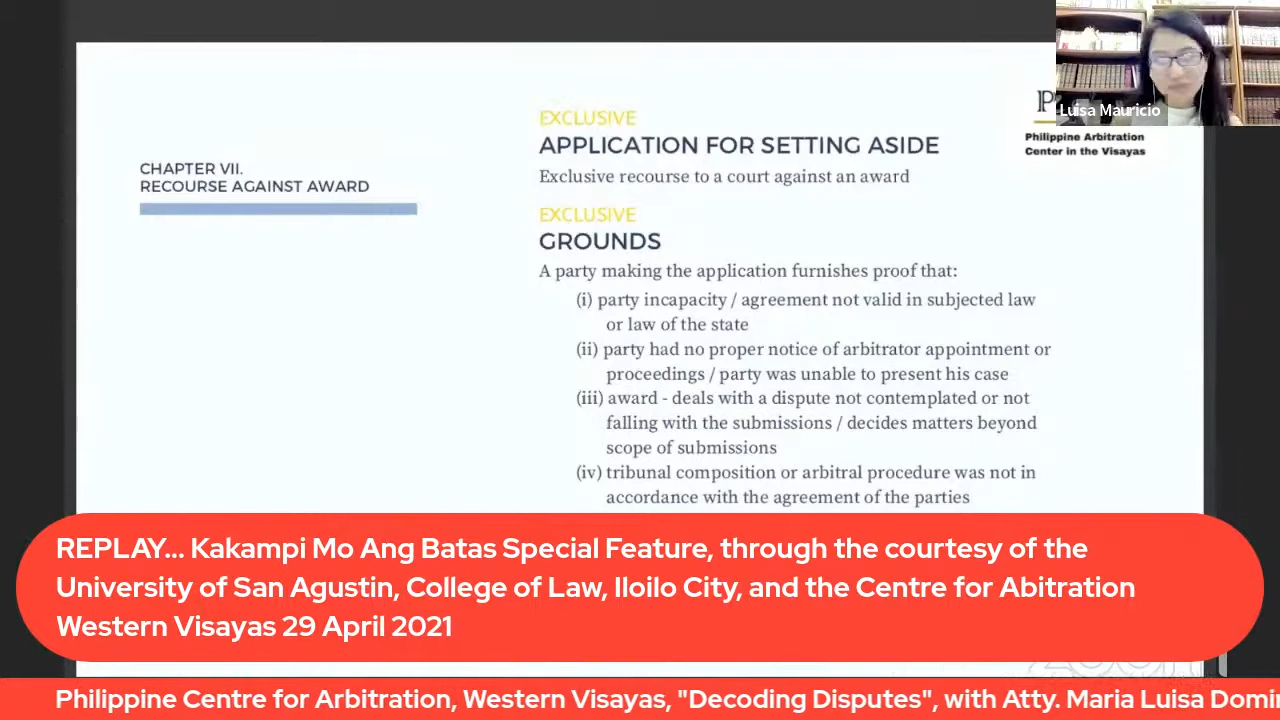 Luisa Mauricio
Philippine Arbitration
Center in the Visayas
CHAPTER VII.
RECOURSE AGAINST AWARD
EXCLUSIVE
APPLICATION FOR SETTING ASIDE
Exclusive recourse to a court against an award
EXCLUSIVE
GROUNDS
A party making the application furnishes proof that:
(i) party incapacity / agreement not valid in subjected law
or law of the state
(ii) party had no proper notice of arbitrator appointment or
proceedings / party was unable to present his case
(iii) award - deals with a dispute not contemplated or not
falling with the submissions / decides matters beyond
scope of submissions
(iv) tribunal composition or arbitral procedure was not in
accordance with the agreement of the parties
REPLAY... Kakampi Mo Ang Batas Special Feature, through the courtesy of the
University of San Agustin, College of Law, Iloilo City, and the Centre for Abitration
Western Visayas 29 April 2021
Philippine Centre for Arbitration, Western Visayas, "Decoding Disputes", with Atty. Maria Luisa